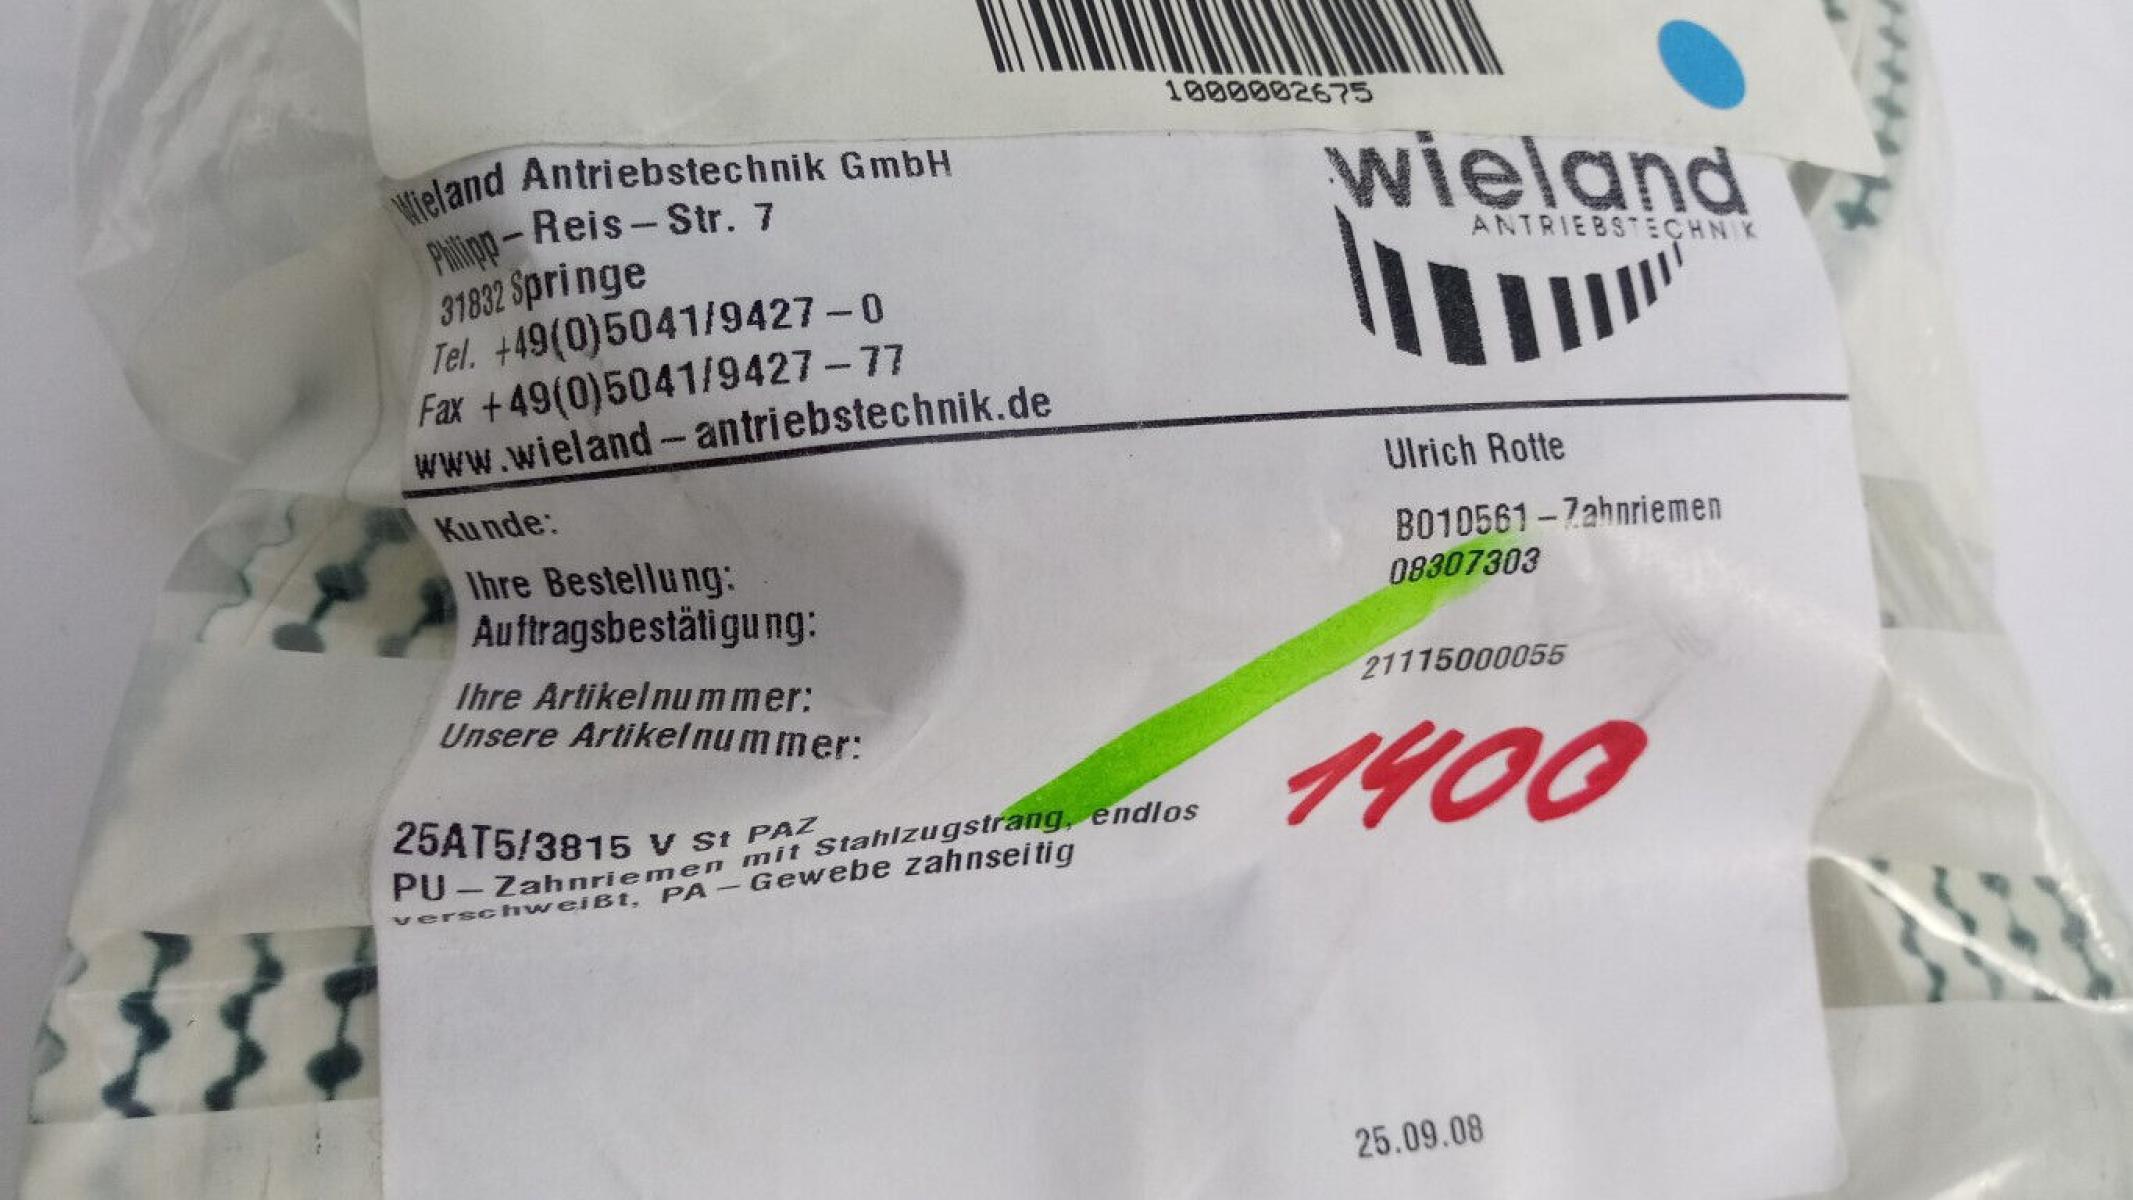 1000002675
wieland
ANTRIEBSTECHNIK
Wieland Antriebstechnik GmbH
Philipp-Reis-Str. 7
31832 Springe
Tel. +49(0)5041/9427-0
Fax +49(0)5041/9427-77
www.wieland-antriebstechnik.de
Kunde: Ulrich Rotte
Ihre Bestellung: B010561-Zahnriemen
Auftragsbestätigung: 08307303
Ihre Artikelnummer:
Unsere Artikelnummer: 21115000055
1400
25AT5/3815 V St PAZ
PU-Zahnriemen mit Stahlzugstrang, endlos
verschweißt, PA-Gewebe zahnseitig
25.09.08